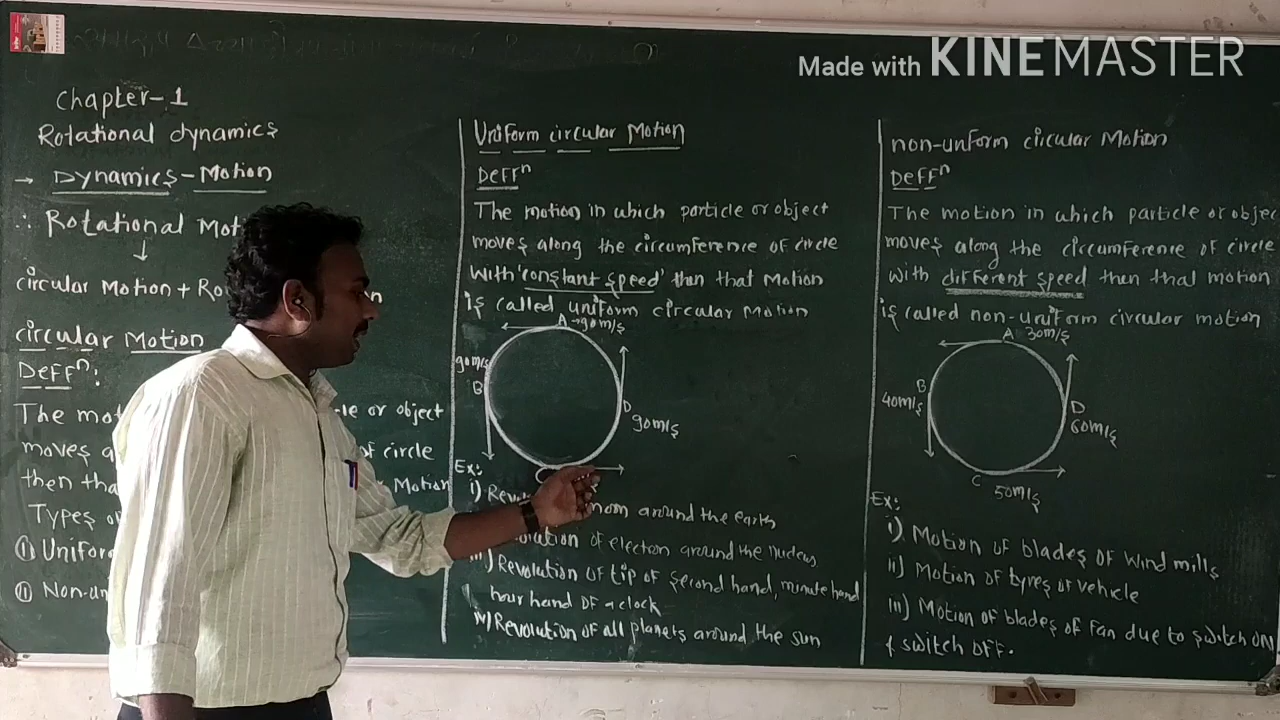 Made with KINEMASTER
Chapter-1
Rotational dynamics
→ Dynamics - Motion
∴ Rotational Mot
↓
circular Motion + Ro n
circular Motion
Deffⁿ:
The mot le or object
moves a of circle
then tha Motion
Types o
① Unifor
② Non-un
Uniform circular Motion
Deffⁿ
The motion in which particle or object
moves along the circumference of circle
with 'constant speed' then that Motion
is called uniform circular Motion
A → 90m/s
90m/s
B
D
90m/s
Ex:
i) Rev moon around the earth
olution of electron around the nucleus
iii) Revolution of tip of second hand, minute hand
hour hand of a clock
iv) Revolution of all planets around the sun
non-unform circular Motion
Deffⁿ
The motion in which particle or objec
moves along the circumference of circle
with different speed then that motion
is called non-uniform circular motion
A 30m/s
B
40m/s
D
60m/s
C 50m/s
Ex:
i) Motion of blades of wind mills
ii) Motion of tyres of vehicle
iii) Motion of blades of fan due to switch ON
& switch OFF.